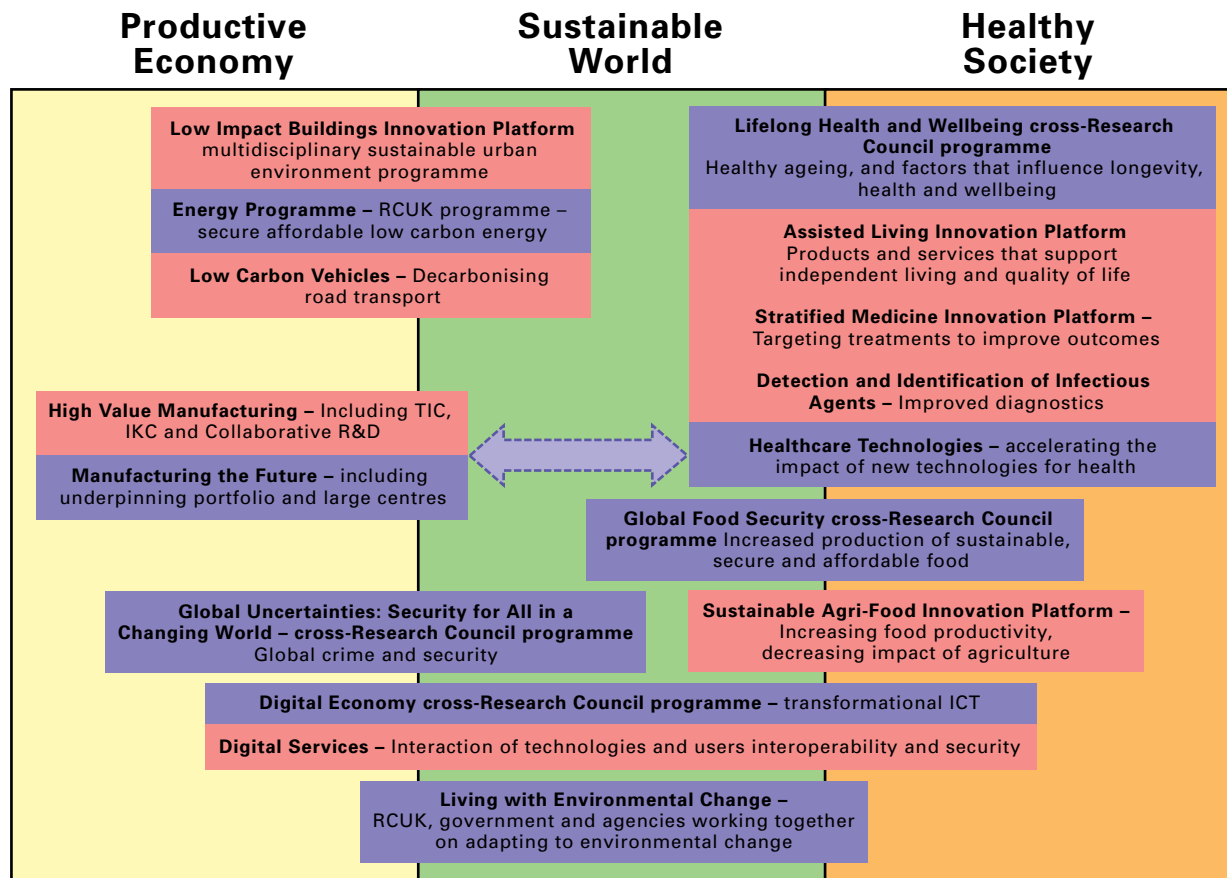 Productive
Economy
Sustainable
World
Healthy
Society
Low Impact Buildings Innovation Platform
multidisciplinary sustainable urban
environment programme
Energy Programme – RCUK programme –
secure affordable low carbon energy
Low Carbon Vehicles – Decarbonising
road transport
Lifelong Health and Wellbeing cross-Research
Council programme
Healthy ageing, and factors that influence longevity,
health and wellbeing
Assisted Living Innovation Platform
Products and services that support
independent living and quality of life
Stratified Medicine Innovation Platform –
Targeting treatments to improve outcomes
Detection and Identification of Infectious
Agents – Improved diagnostics
Healthcare Technologies – accelerating the
impact of new technologies for health
High Value Manufacturing – Including TIC,
IKC and Collaborative R&D
Manufacturing the Future – including
underpinning portfolio and large centres
Global Food Security cross-Research Council
programme Increased production of sustainable,
secure and affordable food
Global Uncertainties: Security for All in a
Changing World – cross-Research Council programme
Global crime and security
Sustainable Agri-Food Innovation Platform –
Increasing food productivity,
decreasing impact of agriculture
Digital Economy cross-Research Council programme – transformational ICT
Digital Services – Interaction of technologies and users interoperability and security
Living with Environmental Change –
RCUK, government and agencies working together
on adapting to environmental change